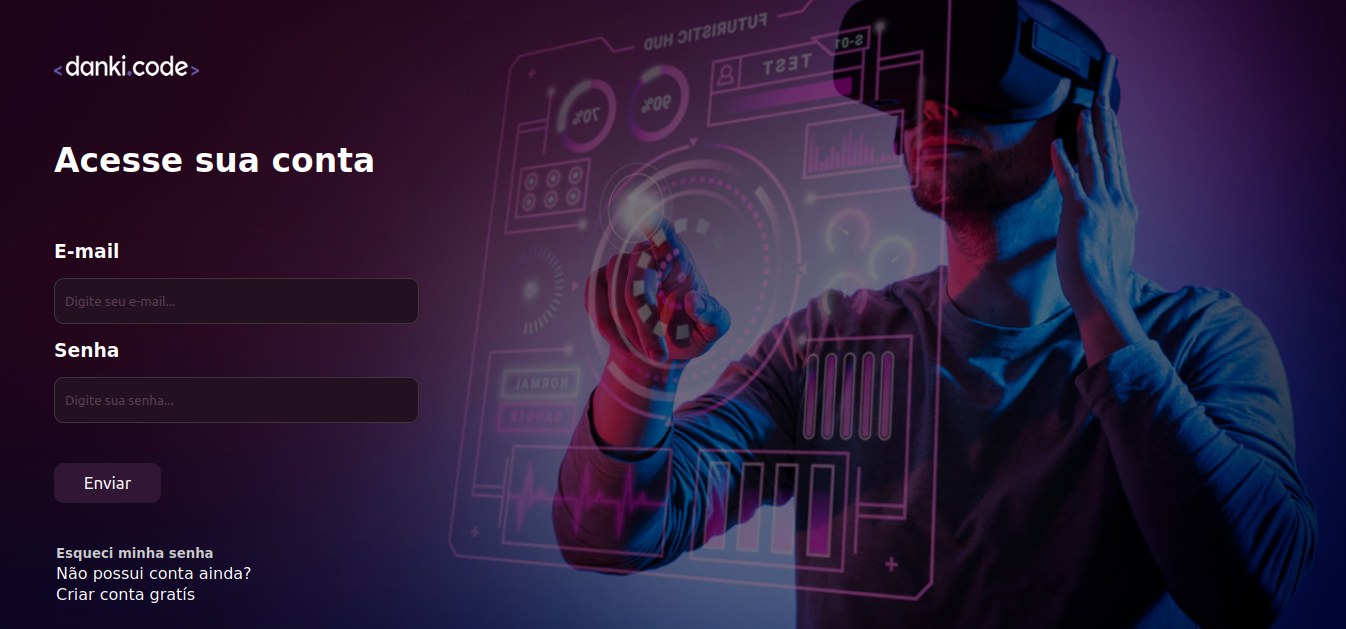 <danki.code>
Acesse sua conta
E-mail
Digite seu e-mail...
Senha
Digite sua senha...
Enviar
Esqueci minha senha
Não possui conta ainda?
Criar conta gratís
FUTURISTIC HUD
S-01
TEST
90%
70%
NORMAL
DANGER